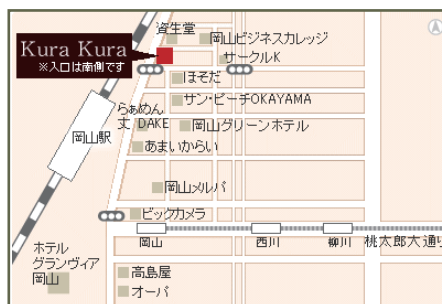 資生堂
Kura Kura
※入口は南側です
岡山ビジネスカレッジ
サークルK
ほそだ
サン・ピーチOKAYAMA
らぁめん
丈 DAKE
岡山グリーンホテル
岡山駅
あまいからい
岡山メルパ
ビックカメラ
岡山
西川
柳川
桃太郎大通り
ホテル
グランヴィア
岡山
高島屋
オーパ